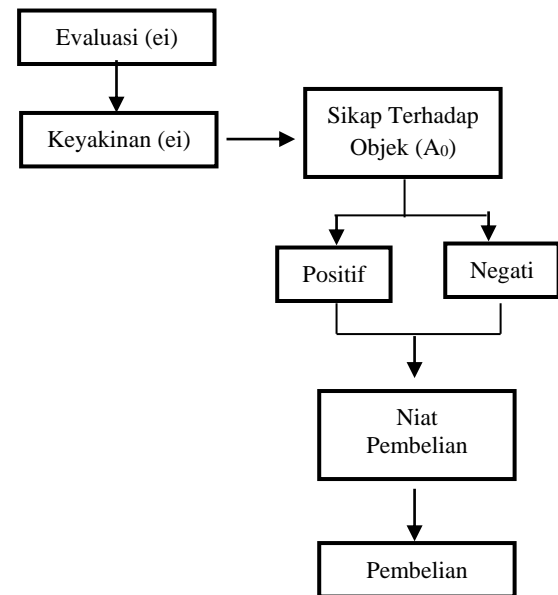 Evaluasi (ei)
Keyakinan (ei)
Sikap Terhadap
Objek (A₀)
Positif
Negati
Niat
Pembelian
Pembelian